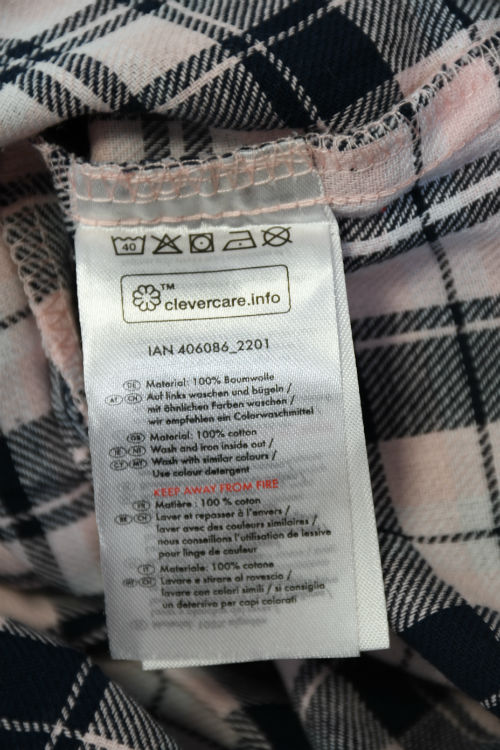 40
TM
clevercare.info
IAN 406086_2201
DE Material: 100% Baumwolle
AT CH Auf links waschen und bügeln /
mit ähnlichen Farben waschen /
wir empfehlen ein Colorwaschmittel
GB Material: 100% cotton
IE NI Wash and iron inside out /
CY MT Wash with similar colours /
Use colour detergent
KEEP AWAY FROM FIRE
FR Matière : 100 % coton
BE CH Laver et repasser à l'envers /
laver avec des couleurs similaires /
nous conseillons l'utilisation de lessive
pour linge de couleur
IT Materiale: 100% cotone
CH Lavare e stirare al rovescio /
lavare con colori simili / si consiglia
un detersivo per capi colorati